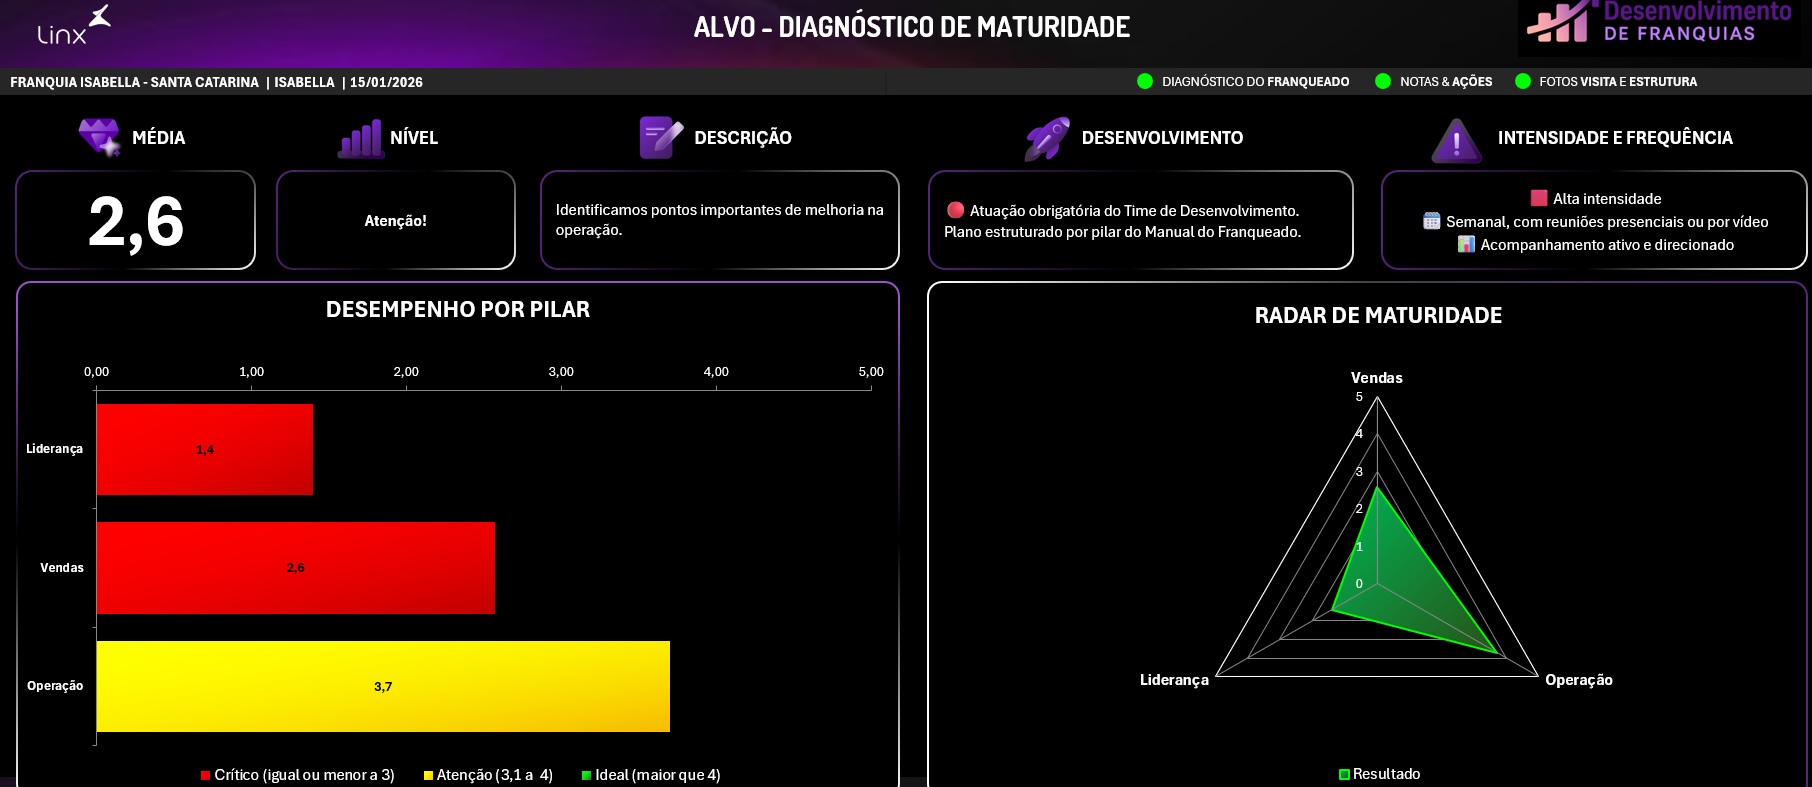 Linx
ALVO - DIAGNÓSTICO DE MATURIDADE
Desenvolvimento
DE FRANQUIAS
FRANQUIA ISABELLA - SANTA CATARINA | ISABELLA | 15/01/2026
DIAGNÓSTICO DO FRANQUEADO
NOTAS & AÇÕES
FOTOS VISITA E ESTRUTURA
MÉDIA
2,6
NÍVEL
Atenção!
DESCRIÇÃO
Identificamos pontos importantes de melhoria na
operação.
DESENVOLVIMENTO
Atuação obrigatória do Time de Desenvolvimento.
Plano estruturado por pilar do Manual do Franqueado.
INTENSIDADE E FREQUÊNCIA
Alta intensidade
Semanal, com reuniões presenciais ou por vídeo
Acompanhamento ativo e direcionado
DESEMPENHO POR PILAR
0,00 1,00 2,00 3,00 4,00 5,00
Liderança 1,4
Vendas 2,6
Operação 3,7
Crítico (igual ou menor a 3) Atenção (3,1 a 4) Ideal (maior que 4)
RADAR DE MATURIDADE
Vendas
5
4
3
2
1
0
Liderança
Operação
Resultado